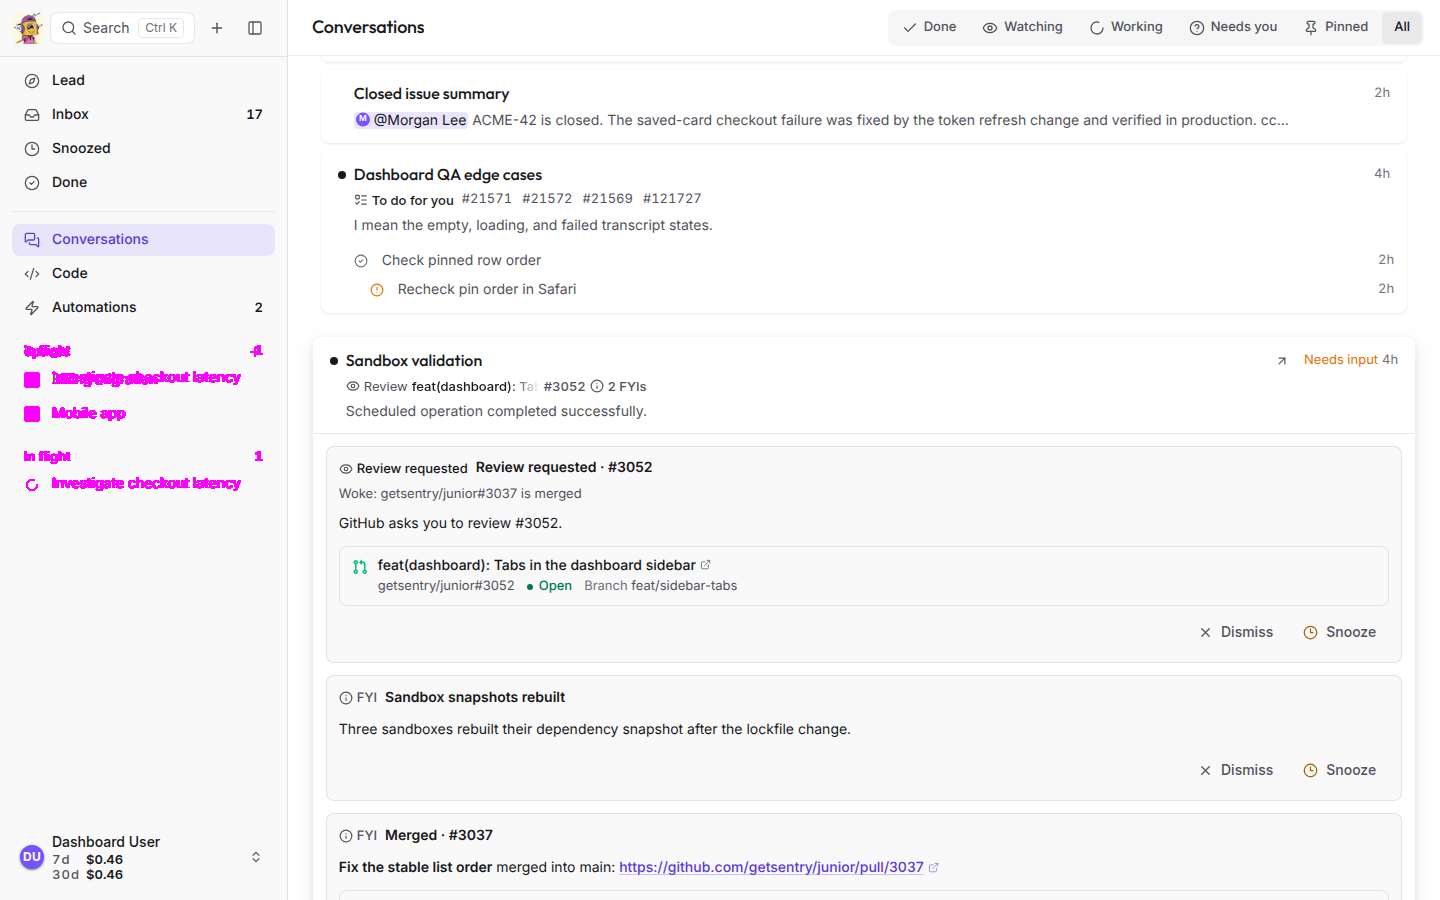 Search Ctrl K
Lead
Inbox 17
Snoozed
Done
Conversations
Code
Automations 2
checkout latency
Mobile app
In flight 1
Investigate checkout latency
DU Dashboard User
7d $0.46
30d $0.46
Conversations
Done Watching Working Needs you Pinned All
Closed issue summary 2h
M @Morgan Lee ACME-42 is closed. The saved-card checkout failure was fixed by the token refresh change and verified in production. cc...
Dashboard QA edge cases 4h
To do for you #21571 #21572 #21569 #121727
I mean the empty, loading, and failed transcript states.
Check pinned row order 2h
Recheck pin order in Safari 2h
Sandbox validation Needs input 4h
Review feat(dashboard): Tab #3052 2 FYIs
Scheduled operation completed successfully.
Review requested Review requested · #3052
Woke: getsentry/junior#3037 is merged
GitHub asks you to review #3052.
feat(dashboard): Tabs in the dashboard sidebar
getsentry/junior#3052 Open Branch feat/sidebar-tabs
Dismiss Snooze
FYI Sandbox snapshots rebuilt
Three sandboxes rebuilt their dependency snapshot after the lockfile change.
Dismiss Snooze
FYI Merged · #3037
Fix the stable list order merged into main: https://github.com/getsentry/junior/pull/3037